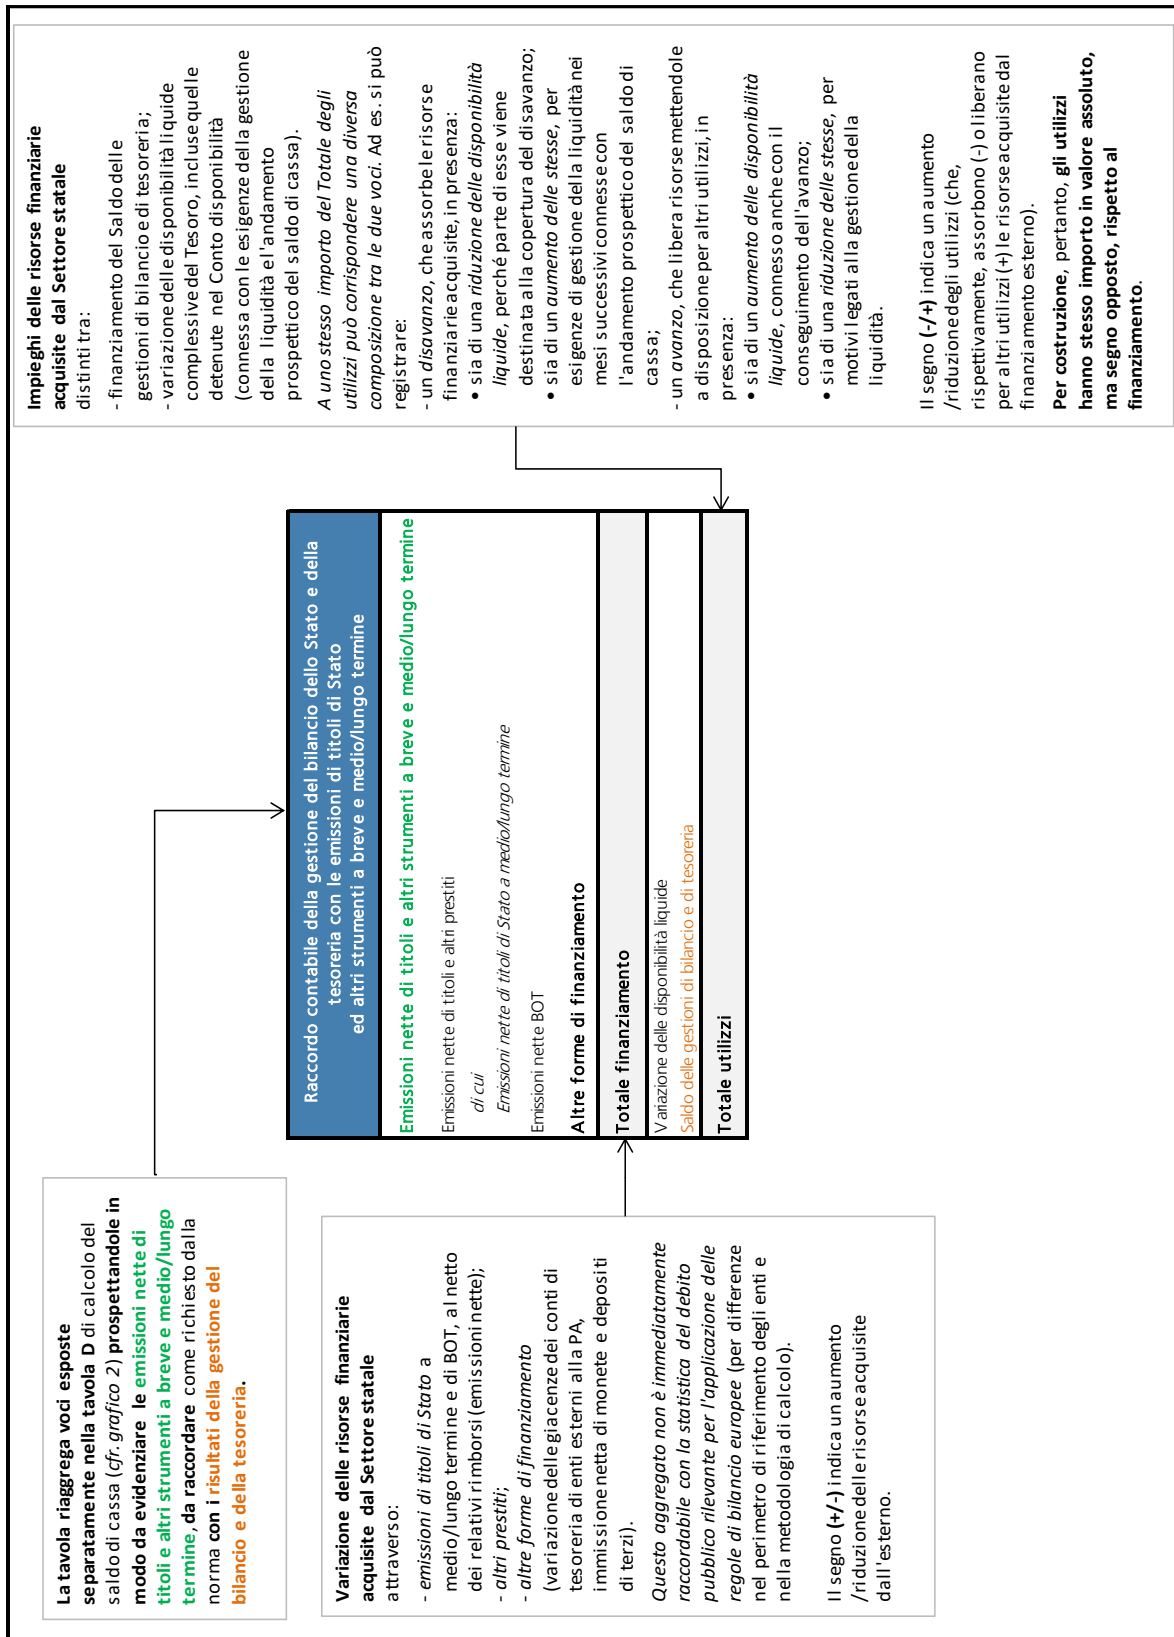 La tavola riaggrega voci esposte
separatamente nella tavola D di calcolo del
saldo di cassa (cfr. grafico 2) prospettandole in
modo da evidenziare le emissioni nette di
titoli e altri strumenti a breve e medio/lungo
termine, da raccordare come richiesto dalla
norma con i risultati della gestione del
bilancio e della tesoreria.
Variazione delle risorse finanziarie
acquisite dal Settore statale
attraverso:
- emissioni di titoli di Stato a
medio/lungo termine e di BOT, al netto
dei relativi rimborsi (emissioni nette);
- altri prestiti;
- altre forme di finanziamento
(variazione delle giacenze dei conti di
tesoreria di enti esterni alla PA,
immissione netta di monete e depositi
di terzi).
Questo aggregato non è immediatamente
raccordabile con la statistica del debito
pubblico rilevante per l'applicazione delle
regole di bilancio europee (per differenze
nel perimetro di riferimento degli enti e
nella metodologia di calcolo).
Il segno (+/-) indica un aumento
/riduzione delle risorse acquisite
dall'esterno.
Raccordo contabile della gestione del bilancio dello Stato e della
tesoreria con le emissioni di titoli di Stato
ed altri strumenti a breve e medio/lungo termine
Emissioni nette di titoli e altri strumenti a breve e medio/lungo termine
Emissioni nette di titoli e altri prestiti
di cui
Emissioni nette di titoli di Stato a medio/lungo termine
Emissioni nette BOT
Altre forme di finanziamento
Totale finanziamento
Variazione delle disponibilità liquide
Saldo delle gestioni di bilancio e di tesoreria
Totale utilizzi
Impieghi delle risorse finanziarie
acquisite dal Settore statale
distinti tra:
- finanziamento del Saldo delle
gestioni di bilancio e di tesoreria;
- variazione delle disponibilità liquide
complessive del Tesoro, incluse quelle
detenute nel Conto disponibilità
(connessa con le esigenze della gestione
della liquidità e l'andamento
prospettico del saldo di cassa).
A uno stesso importo del Totale degli
utilizzi può corrispondere una diversa
composizione tra le due voci. Ad es. si può
registrare:
- un disavanzo, che assorbe le risorse
finanziarie acquisite, in presenza:
• sia di una riduzione delle disponibilità
liquide, perché parte di esse viene
destinata alla copertura del disavanzo;
• sia di un aumento delle stesse, per
esigenze di gestione della liquidità nei
mesi successivi connesse con
l'andamento prospettico del saldo di
cassa;
- un avanzo, che libera risorse mettendole
a disposizione per altri utilizzi, in
presenza:
• sia di un aumento delle disponibilità
liquide, connesso anche con il
conseguimento dell'avanzo;
• sia di una riduzione delle stesse, per
motivi legati alla gestione della
liquidità.
Il segno (-/+) indica un aumento
/riduzione degli utilizzi (che,
rispettivamente, assorbono (-) o liberano
per altri utilizzi (+) le risorse acquisite dal
finanziamento esterno).
Per costruzione, pertanto, gli utilizzi
hanno stesso importo in valore assoluto,
ma segno opposto, rispetto al
finanziamento.